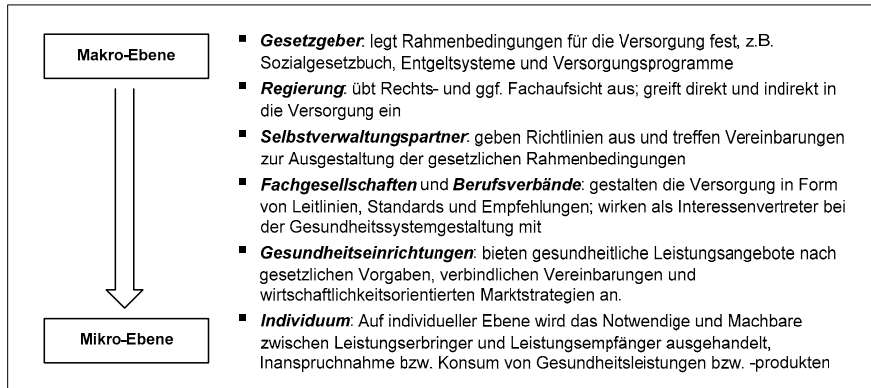 Makro-Ebene
▪ Gesetzgeber: legt Rahmenbedingungen für die Versorgung fest, z.B.
Sozialgesetzbuch, Entgeltsysteme und Versorgungsprogramme
▪ Regierung: übt Rechts- und ggf. Fachaufsicht aus; greift direkt und indirekt in
die Versorgung ein
▪ Selbstverwaltungspartner: geben Richtlinien aus und treffen Vereinbarungen
zur Ausgestaltung der gesetzlichen Rahmenbedingungen
▪ Fachgesellschaften und Berufsverbände: gestalten die Versorgung in Form
von Leitlinien, Standards und Empfehlungen; wirken als Interessenvertreter bei
der Gesundheitssystemgestaltung mit
▪ Gesundheitseinrichtungen: bieten gesundheitliche Leistungsangebote nach
gesetzlichen Vorgaben, verbindlichen Vereinbarungen und
wirtschaftlichkeitsorientierten Marktstrategien an.
Mikro-Ebene
▪ Individuum: Auf individueller Ebene wird das Notwendige und Machbare
zwischen Leistungserbringer und Leistungsempfänger ausgehandelt,
Inanspruchnahme bzw. Konsum von Gesundheitsleistungen bzw. -produkten